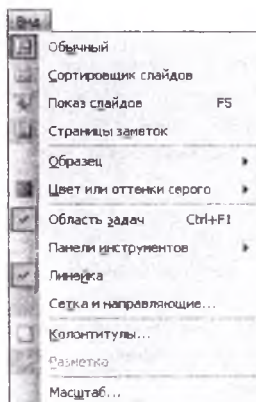 Вид
Обычный
Сортировщик слайдов
Показ слайдов F5
Страницы заметок
Образец
Цвет или оттенки серого
Область задач Ctrl+F1
Панели инструментов
Линейка
Сетка и направляющие...
Колонтитулы...
Разметка
Масштаб...